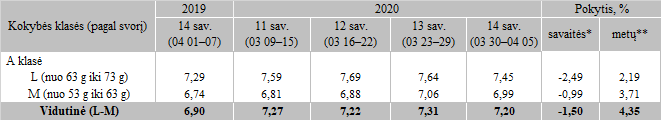 Kokybės klasės (pagal svorį) 2019 2020 Pokytis, %
14 sav. (04 01–07) 11 sav. (03 09–15) 12 sav. (03 16–22) 13 sav. (03 23–29) 14 sav. (03 30–04 05) savaitės* metų**
A klasė
L (nuo 63 g iki 73 g) 7,29 7,59 7,69 7,64 7,45 -2,49 2,19
M (nuo 53 g iki 63 g) 6,74 6,81 6,88 7,06 6,99 -0,99 3,71
Vidutinė (L-M) 6,90 7,27 7,22 7,31 7,20 -1,50 4,35